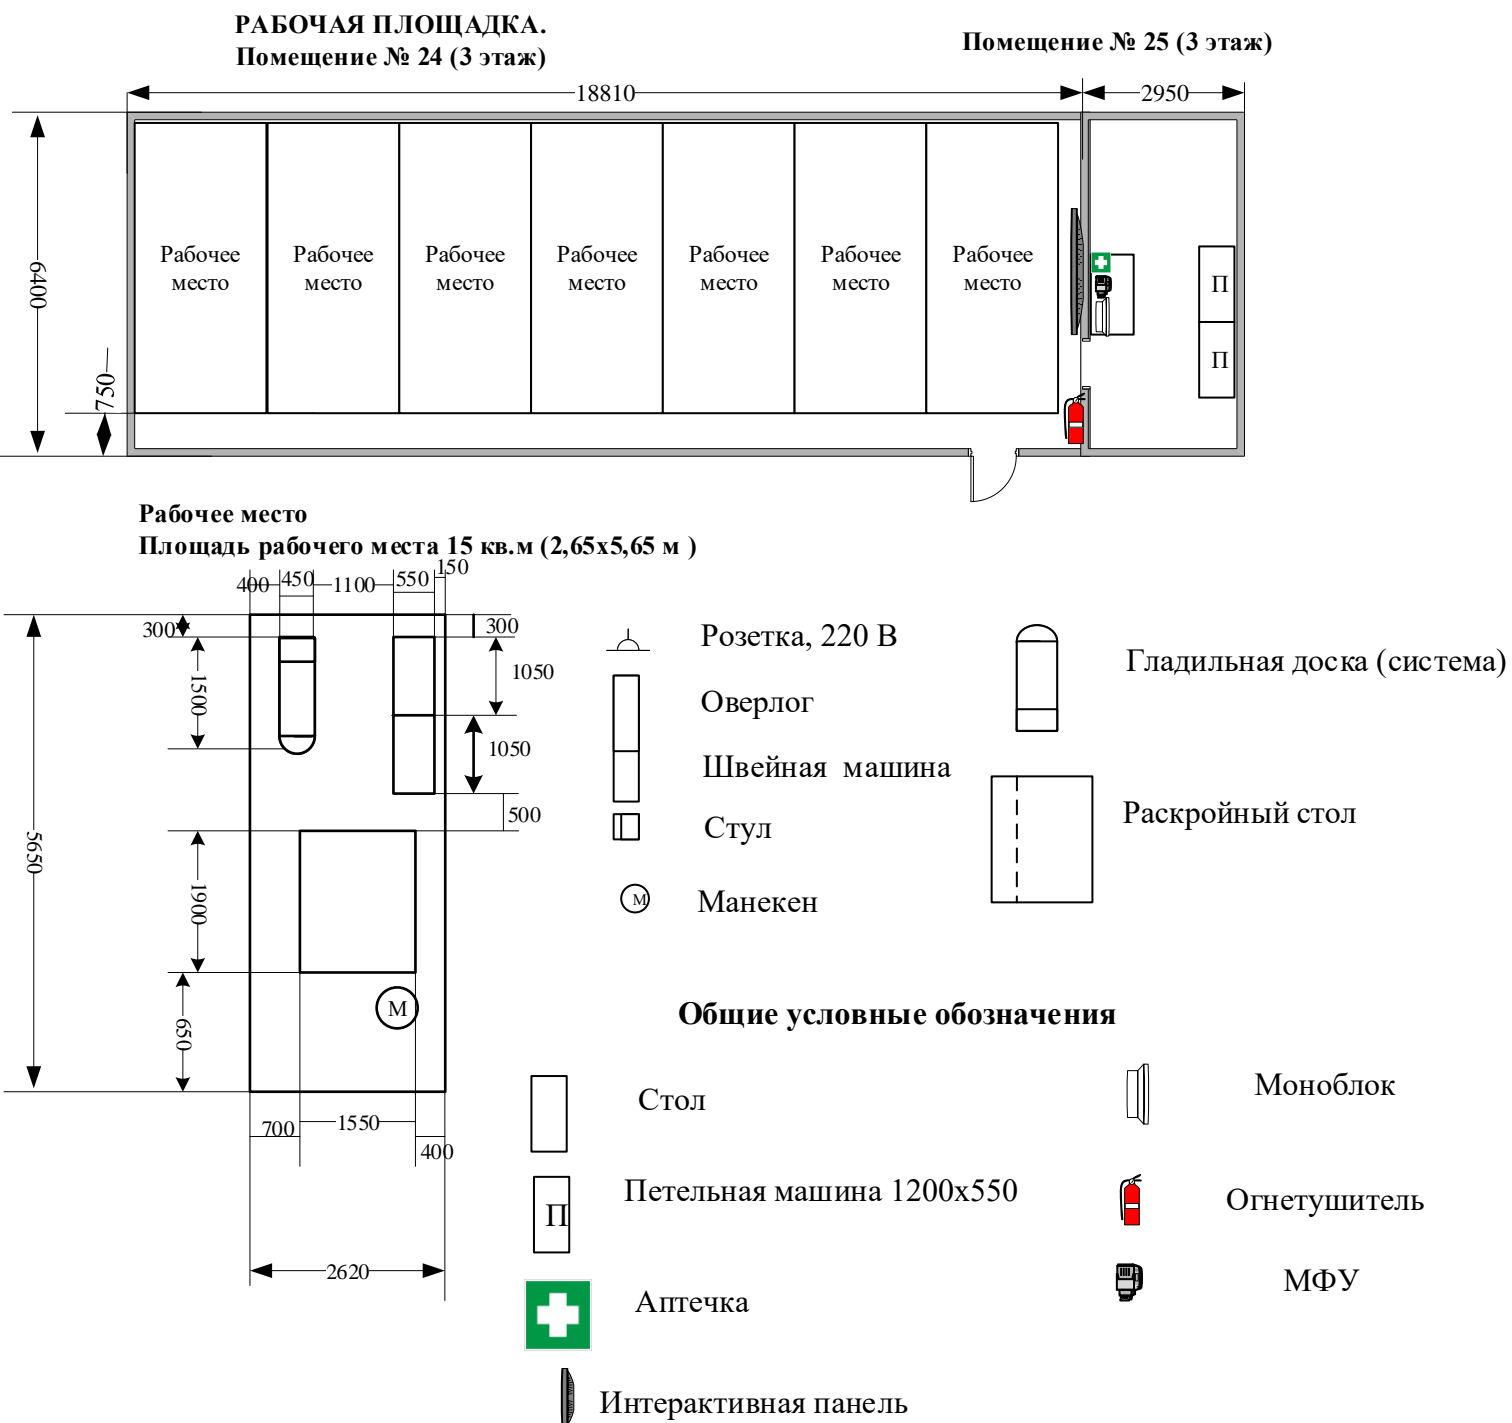 РАБОЧАЯ ПЛОЩАДКА.
Помещение № 24 (3 этаж)
Помещение № 25 (3 этаж)
18810
2950
6400
750
Рабочее
место
Рабочее
место
Рабочее
место
Рабочее
место
Рабочее
место
Рабочее
место
Рабочее
место
П
П
Рабочее место
Площадь рабочего места 15 кв.м (2,65х5,65 м )
400
450
1100
550
150
300
300
1500
1050
1050
500
5650
1900
650
М
700
1550
400
2620
Розетка, 220 В
Оверлог
Швейная машина
Стул
М
Манекен
Гладильная доска (система)
Раскройный стол
Общие условные обозначения
Стол
Моноблок
П
Петельная машина 1200х550
Огнетушитель
Аптечка
МФУ
Интерактивная панель